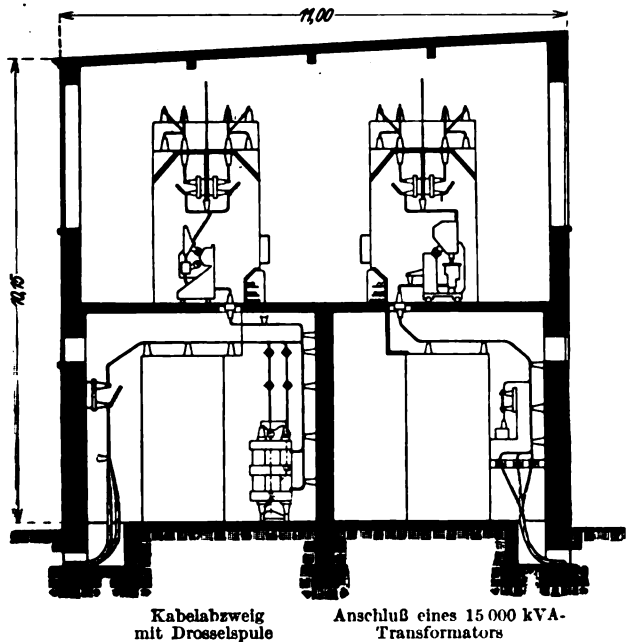 11,00
10,15
Kabelabzweig
mit Drosselspule
Anschluß eines 15 000 kVA-
Transformators